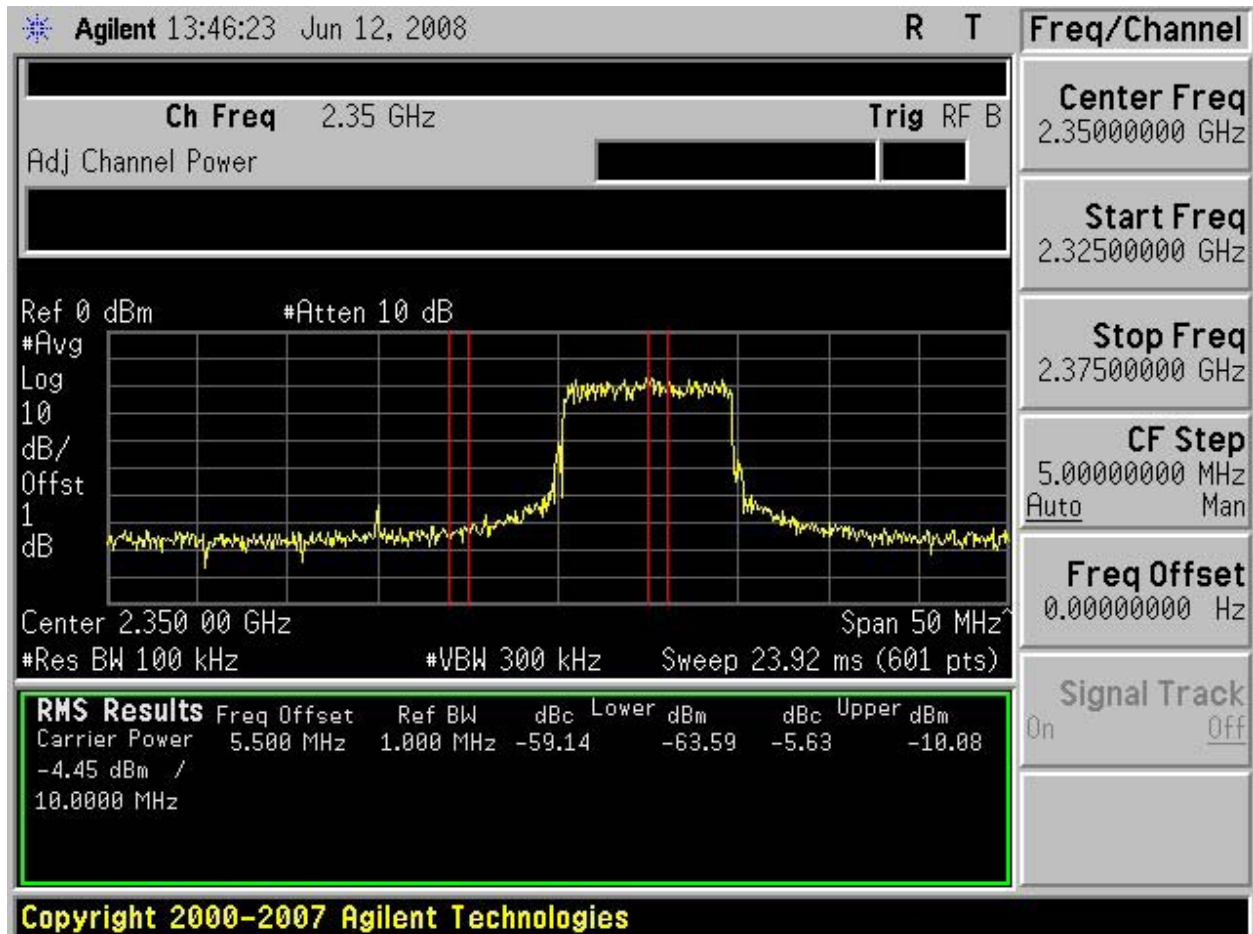 Agilent 13:46:23 Jun 12, 2008 R T
Ch Freq 2.35 GHz Trig RF B
Adj Channel Power
Ref 0 dBm #Atten 10 dB
#Avg
Log
10
dB/
Offst
1
dB
Center 2.350 00 GHz Span 50 MHz^
#Res BW 100 kHz #VBW 300 kHz Sweep 23.92 ms (601 pts)
RMS Results Freq Offset Ref BW dBc Lower dBm dBc Upper dBm
Carrier Power 5.500 MHz 1.000 MHz -59.14 -63.59 -5.63 -10.08
-4.45 dBm /
10.0000 MHz
Freq/Channel
Center Freq
2.35000000 GHz
Start Freq
2.32500000 GHz
Stop Freq
2.37500000 GHz
CF Step
5.00000000 MHz
Auto Man
Freq Offset
0.00000000 Hz
Signal Track
On Off
Copyright 2000-2007 Agilent Technologies